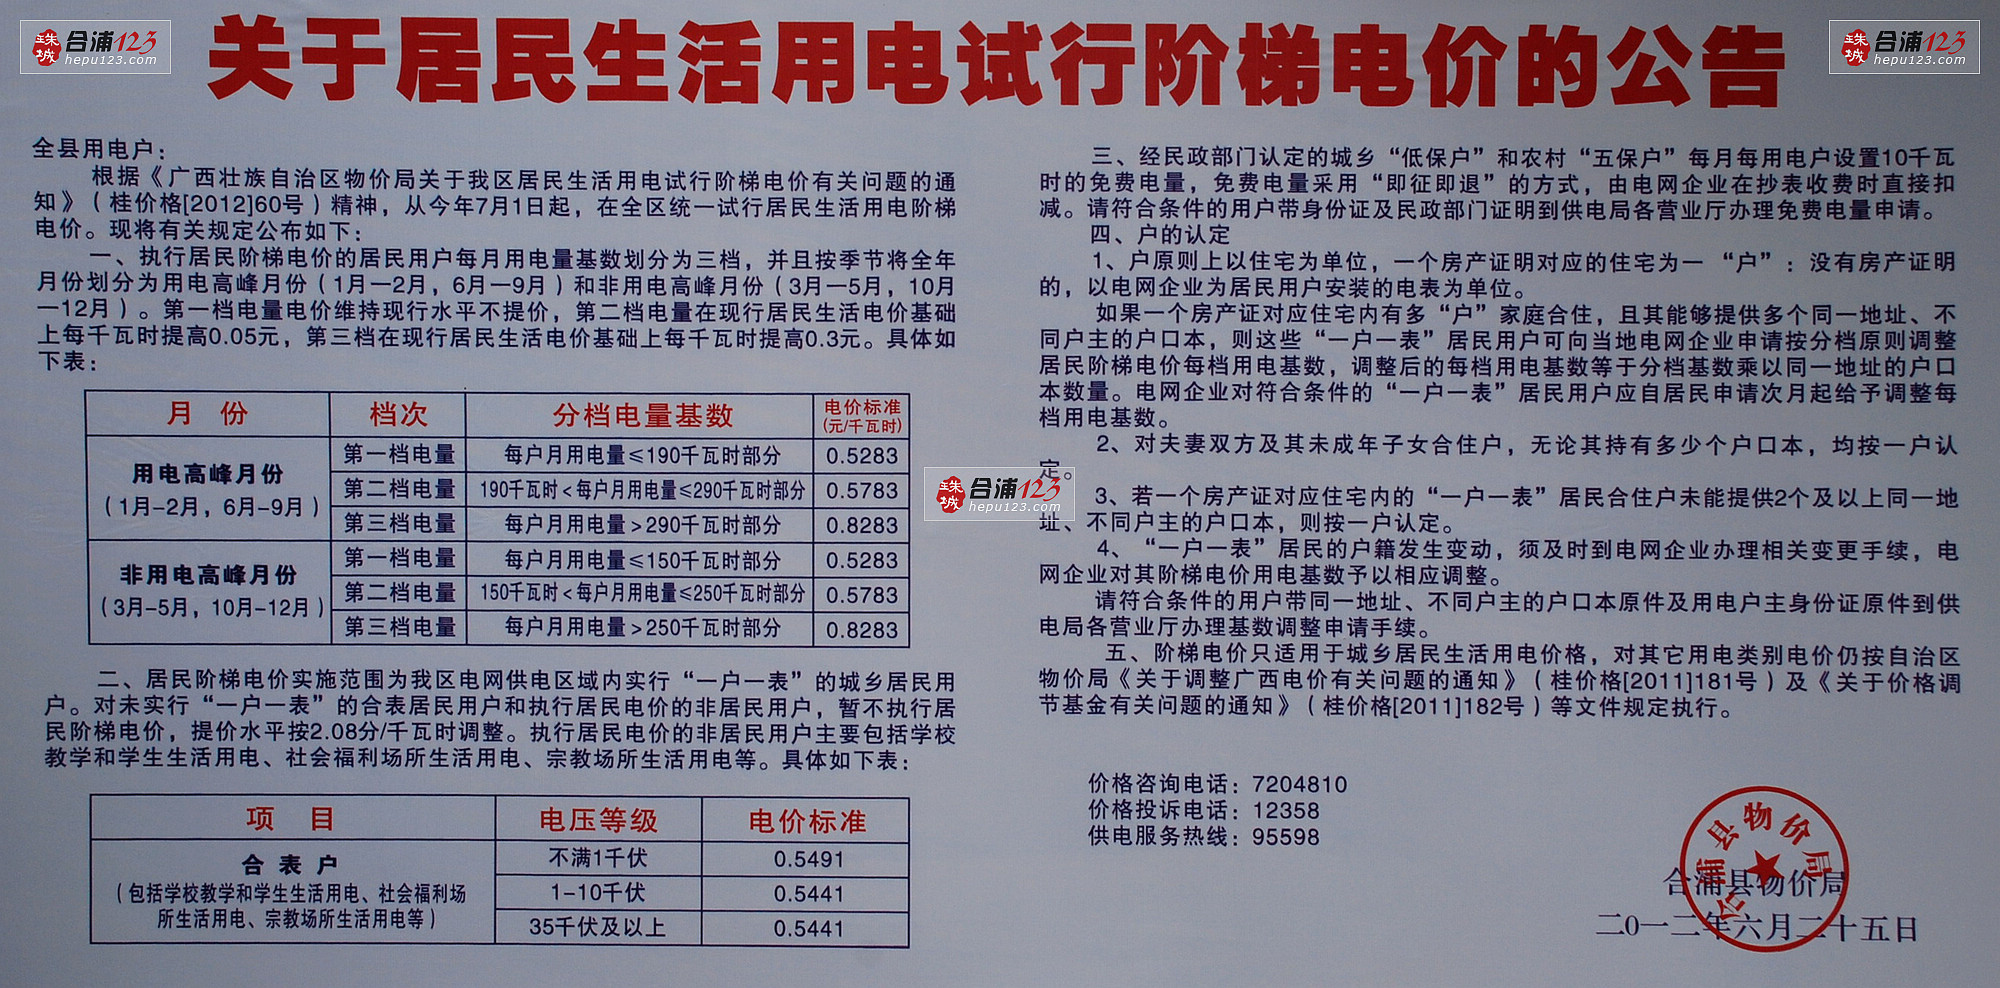 关于居民生活用电试行阶梯电价的公告
珠城 合浦123
hepu123.com
珠城 合浦123
hepu123.com
全县用电户：
根据《广西壮族自治区物价局关于我区居民生活用电试行阶梯电价有关问题的通
知》（桂价格[2012]60号）精神，从今年7月1日起，在全区统一试行居民生活用电阶梯
电价。现将有关规定公布如下：
一、执行居民阶梯电价的居民用户每月用电量基数划分为三档，并且按季节将全年
月份划分为用电高峰月份（1月—2月，6月—9月）和非用电高峰月份（3月—5月，10月
—12月）。第一档电量电价维持现行水平不提价，第二档电量在现行居民生活电价基础
上每千瓦时提高0.05元，第三档在现行居民生活电价基础上每千瓦时提高0.3元。具体如
下表：
月 份 档次 分档电量基数 电价标准(元/千瓦时)
用电高峰月份
（1月-2月，6月-9月）
第一档电量 每户月用电量≤190千瓦时部分 0.5283
第二档电量 190千瓦时<每户月用电量≤290千瓦时部分 0.5783
第三档电量 每户月用电量>290千瓦时部分 0.8283
非用电高峰月份
（3月-5月，10月-12月）
第一档电量 每户月用电量≤150千瓦时部分 0.5283
第二档电量 150千瓦时<每户月用电量≤250千瓦时部分 0.5783
第三档电量 每户月用电量>250千瓦时部分 0.8283
二、居民阶梯电价实施范围为我区电网供电区域内实行“一户一表”的城乡居民用
户。对未实行“一户一表”的合表居民用户和执行居民电价的非居民用户，暂不执行居
民阶梯电价，提价水平按2.08分/千瓦时调整。执行居民电价的非居民用户主要包括学校
教学和学生生活用电、社会福利场所生活用电、宗教场所生活用电等。具体如下表：
项 目 电压等级 电价标准
合 表 户
（包括学校教学和学生生活用电、社会福利场
所生活用电、宗教场所生活用电等）
不满1千伏 0.5491
1-10千伏 0.5441
35千伏及以上 0.5441
三、经民政部门认定的城乡“低保户”和农村“五保户”每月每用电户设置10千瓦
时的免费电量，免费电量采用“即征即退”的方式，由电网企业在抄表收费时直接扣
减。请符合条件的用户带身份证及民政部门证明到供电局各营业厅办理免费电量申请。
四、户的认定
1、户原则上以住宅为单位，一个房产证明对应的住宅为一“户”：没有房产证明
的，以电网企业为居民用户安装的电表为单位。
如果一个房产证对应住宅内有多“户”家庭合住，且其能够提供多个同一地址、不
同户主的户口本，则这些“一户一表”居民用户可向当地电网企业申请按分档原则调整
居民阶梯电价每档用电基数，调整后的每档用电基数等于分档基数乘以同一地址的户口
本数量。电网企业对符合条件的“一户一表”居民用户应自居民申请次月起给予调整每
档用电基数。
2、对夫妻双方及其未成年子女合住户，无论其持有多少个户口本，均按一户认
定。
珠城 合浦123
hepu123.com
3、若一个房产证对应住宅内的“一户一表”居民合住户未能提供2个及以上同一地
址、不同户主的户口本，则按一户认定。
4、“一户一表”居民的户籍发生变动，须及时到电网企业办理相关变更手续，电
网企业对其阶梯电价用电基数予以相应调整。
请符合条件的用户带同一地址、不同户主的户口本原件及用电户主身份证原件到供
电局各营业厅办理基数调整申请手续。
五、阶梯电价只适用于城乡居民生活用电价格，对其它用电类别电价仍按自治区
物价局《关于调整广西电价有关问题的通知》（桂价格[2011]181号）及《关于价格调
节基金有关问题的通知》（桂价格[2011]182号）等文件规定执行。
价格咨询电话：7204810
价格投诉电话：12358
供电服务热线：95598
合浦县物价局
合浦县物价局
二0一二年六月二十五日